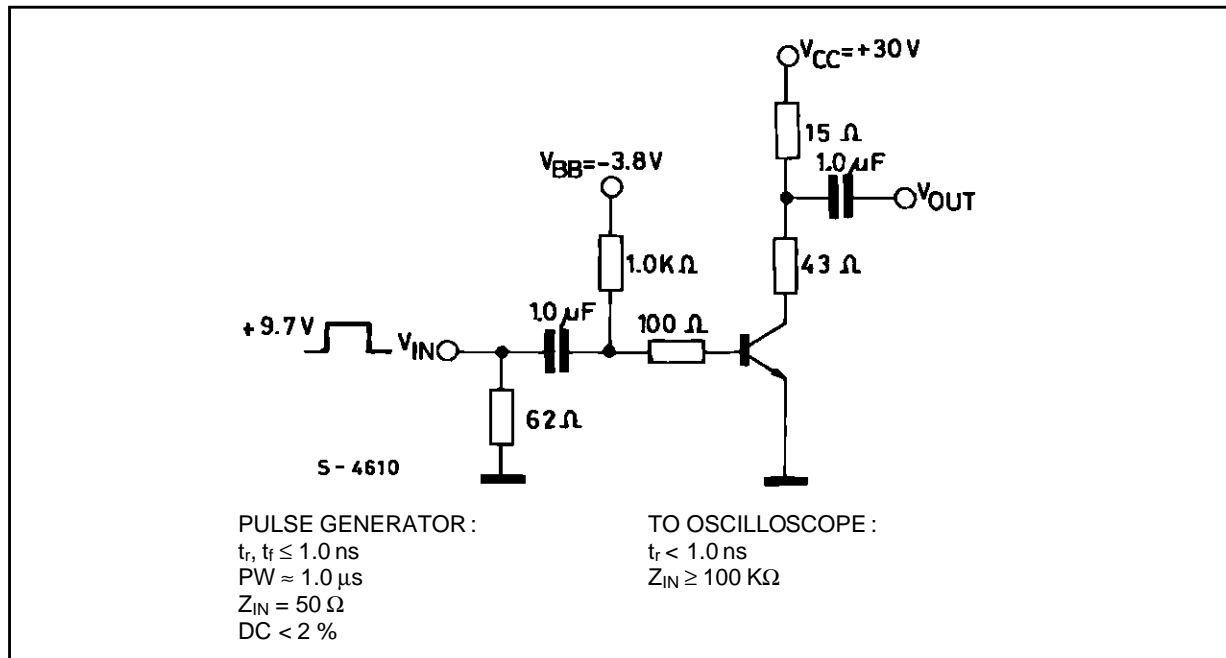 VCC=+30V
15 Ω
1.0 µF
VOUT
43 Ω
VBB=-3.8V
1.0KΩ
1.0 µF
100 Ω
+9.7V
VIN
62Ω
S-4610
PULSE GENERATOR :
tr, tf ≤ 1.0 ns
PW ≈ 1.0 µs
ZIN = 50 Ω
DC < 2 %
TO OSCILLOSCOPE :
tr < 1.0 ns
ZIN ≥ 100 KΩ